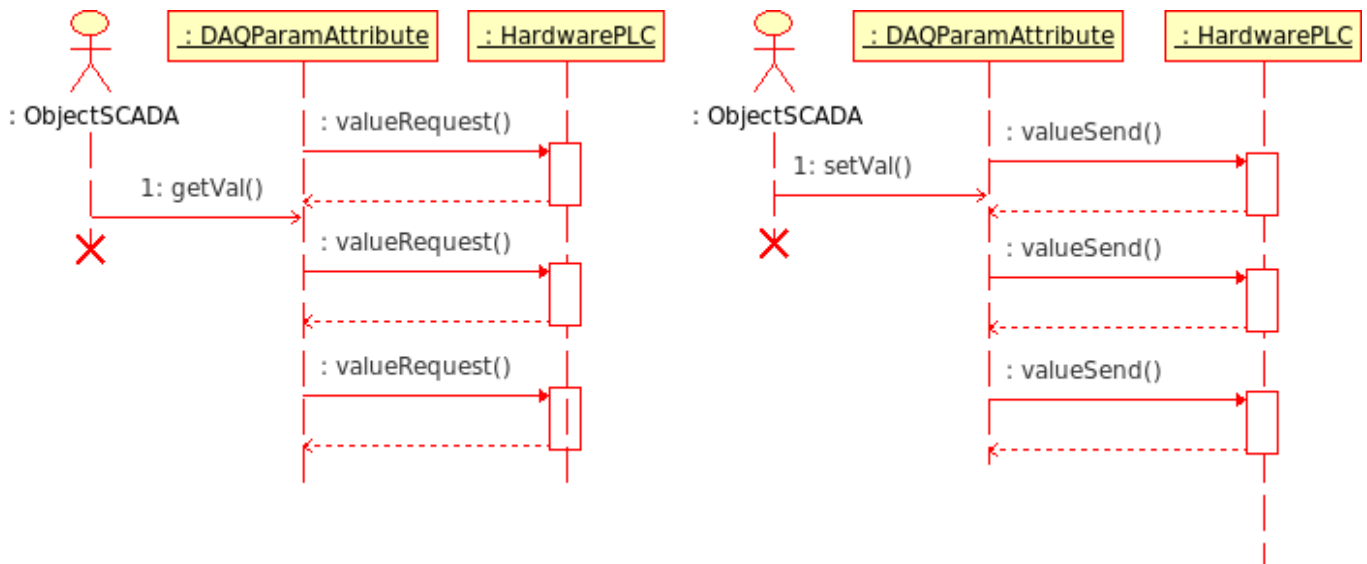 : DAQParamAttribute
: HardwarePLC
: ObjectSCADA
: valueRequest()
1: getVal()
: valueRequest()
: valueRequest()
: DAQParamAttribute
: HardwarePLC
: ObjectSCADA
: valueSend()
1: setVal()
: valueSend()
: valueSend()